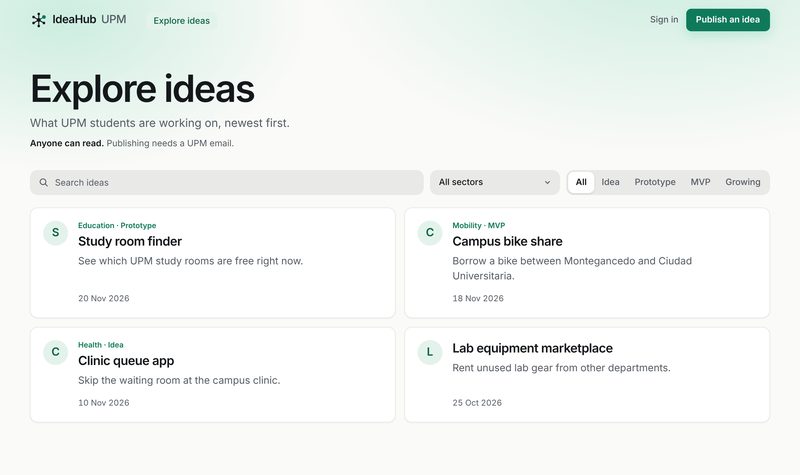 IdeaHub UPM
Explore ideas
Sign in
Publish an idea
Explore ideas
What UPM students are working on, newest first.
Anyone can read. Publishing needs a UPM email.
Search ideas
All sectors
All
Idea
Prototype
MVP
Growing
S
Education · Prototype
Study room finder
See which UPM study rooms are free right now.
20 Nov 2026
C
Mobility · MVP
Campus bike share
Borrow a bike between Montegancedo and Ciudad
Universitaria.
18 Nov 2026
C
Health · Idea
Clinic queue app
Skip the waiting room at the campus clinic.
10 Nov 2026
L
Lab equipment marketplace
Rent unused lab gear from other departments.
25 Oct 2026